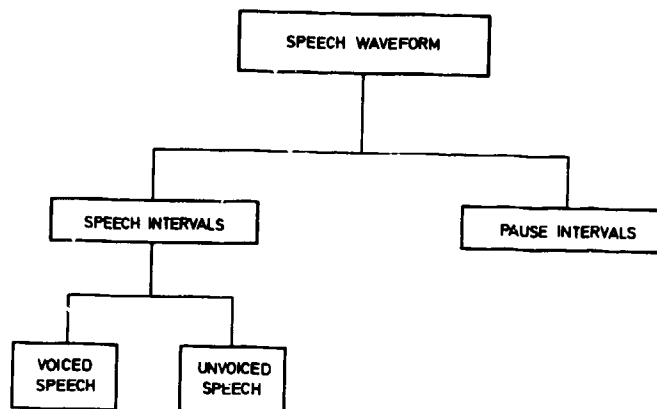 SPEECH WAVEFORM
SPEECH INTERVALS
PAUSE INTERVALS
VOICED
SPEECH
UNVOICED
SPEECH